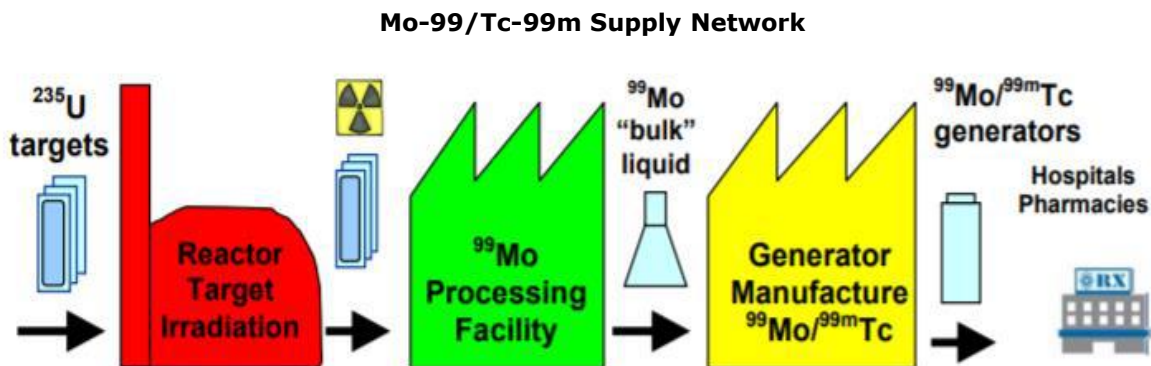 Mo-99/Tc-99m Supply Network
²³⁵U
targets
Reactor
Target
Irradiation
⁹⁹Mo
Processing
Facility
⁹⁹Mo
“bulk”
liquid
Generator
Manufacture
⁹⁹Mo/⁹⁹ᵐTc
⁹⁹Mo/⁹⁹ᵐTc
generators
Hospitals
Pharmacies
RX